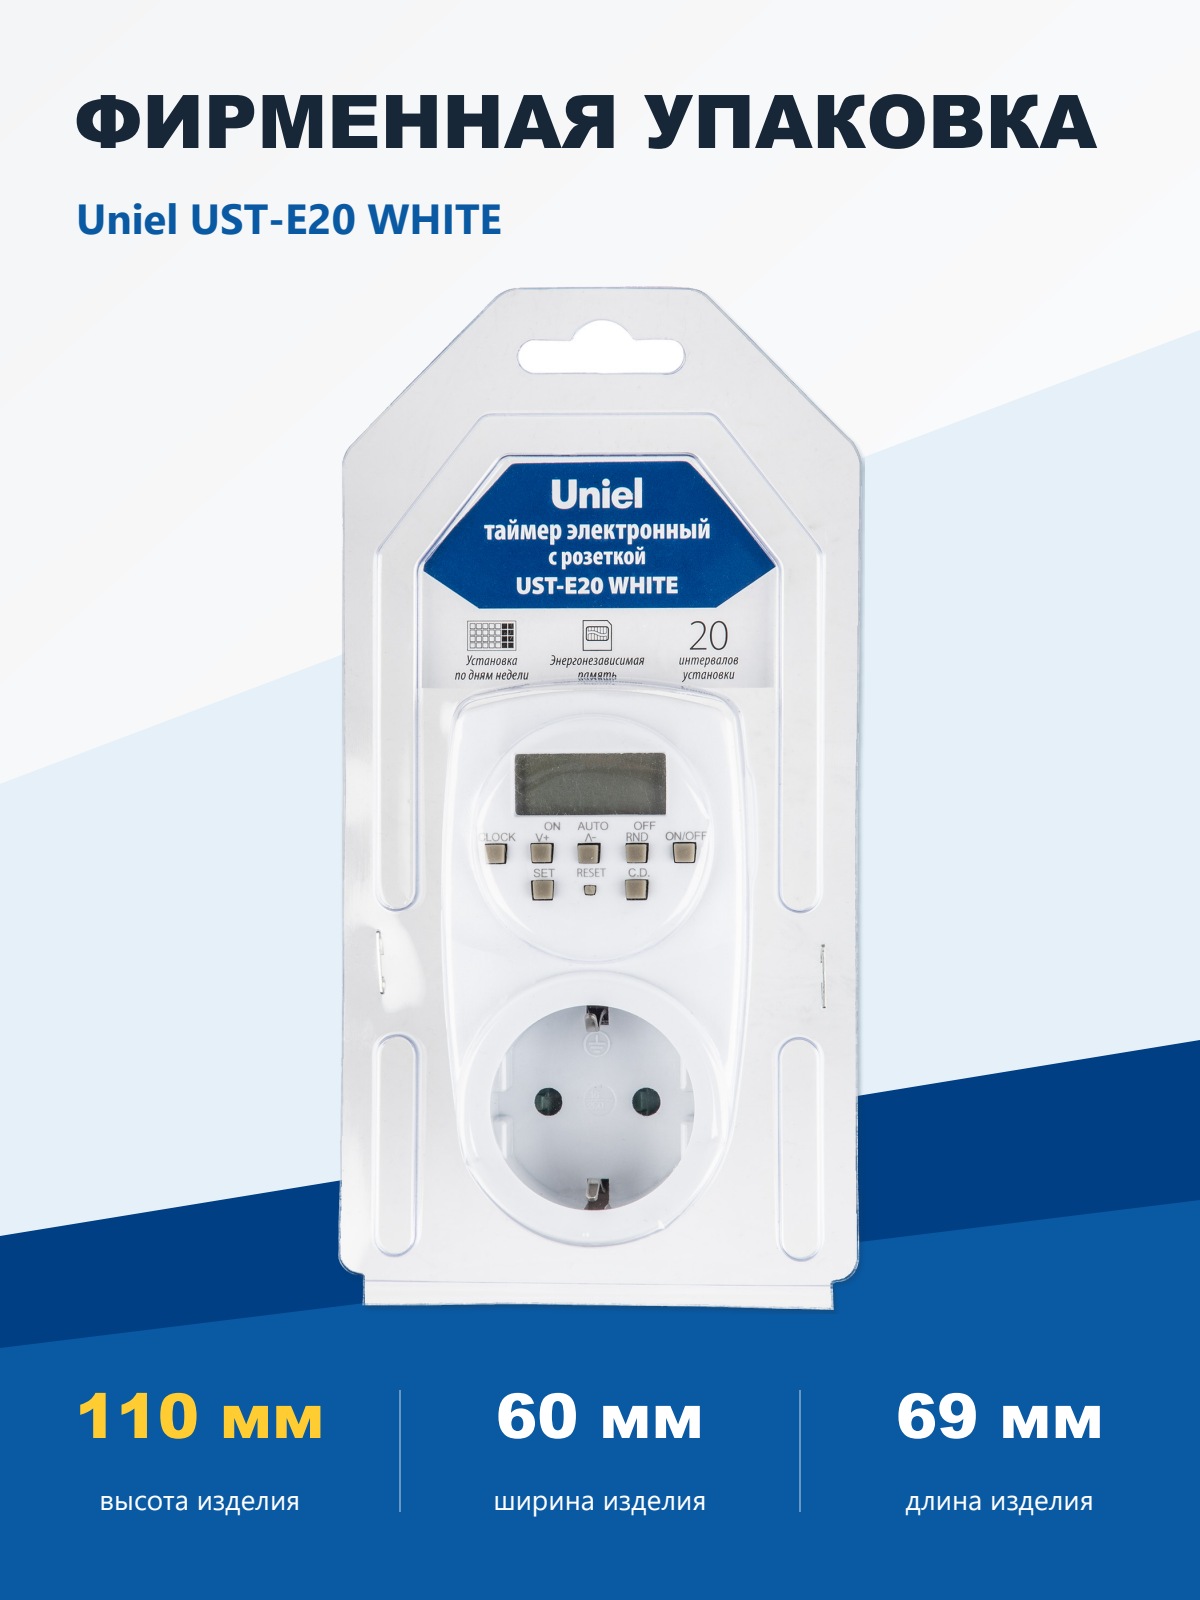 ФИРМЕННАЯ УПАКОВКА
Uniel UST-E20 WHITE
Uniel
таймер электронный
с розеткой
UST-E20 WHITE
Установка
по дням недели
Энергонезависимая
память
20
интервалов
установки
ON AUTO OFF
CLOCK V+ Λ- RND ON/OFF
SET RESET C.D.
110 мм
высота изделия
60 мм
ширина изделия
69 мм
длина изделия